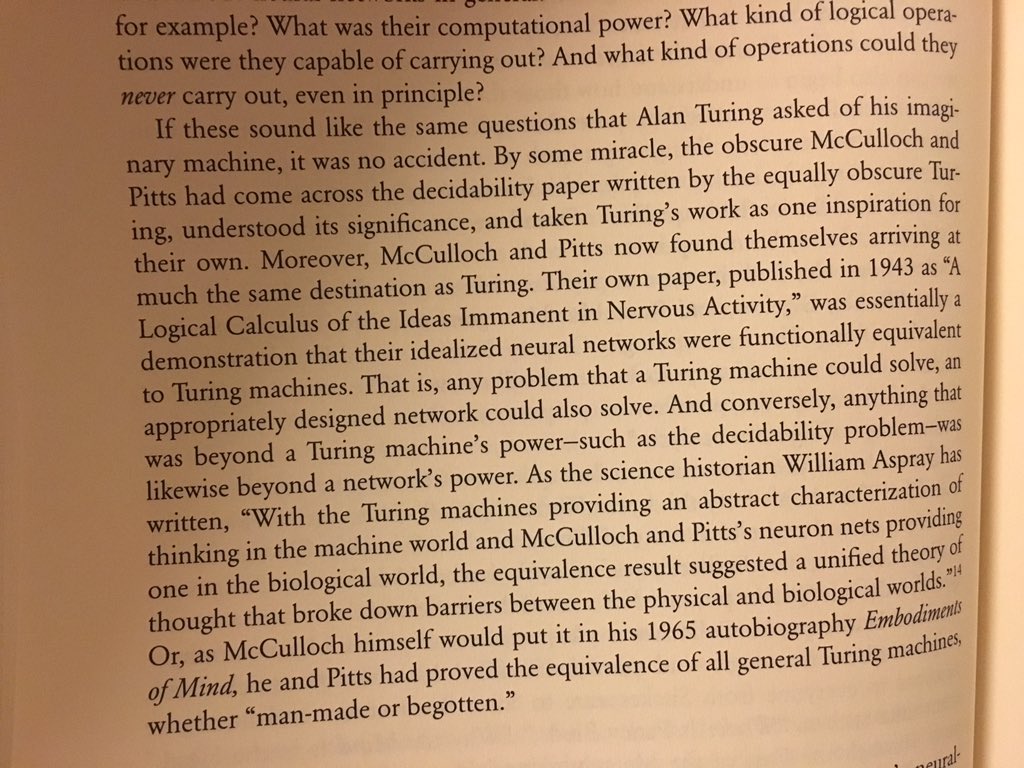 for example? What was their computational power? What kind of logical opera-
tions were they capable of carrying out? And what kind of operations could they
never carry out, even in principle?
If these sound like the same questions that Alan Turing asked of his imagi-
nary machine, it was no accident. By some miracle, the obscure McCulloch and
Pitts had come across the decidability paper written by the equally obscure Tur-
ing, understood its significance, and taken Turing's work as one inspiration for
their own. Moreover, McCulloch and Pitts now found themselves arriving at
much the same destination as Turing. Their own paper, published in 1943 as “A
Logical Calculus of the Ideas Immanent in Nervous Activity,” was essentially a
demonstration that their idealized neural networks were functionally equivalent
to Turing machines. That is, any problem that a Turing machine could solve, an
appropriately designed network could also solve. And conversely, anything that
was beyond a Turing machine's power—such as the decidability problem—was
likewise beyond a network's power. As the science historian William Aspray has
written, “With the Turing machines providing an abstract characterization of
thinking in the machine world and McCulloch and Pitts's neuron nets providing
one in the biological world, the equivalence result suggested a unified theory of
thought that broke down barriers between the physical and biological worlds.”14
Or, as McCulloch himself would put it in his 1965 autobiography Embodiments
of Mind, he and Pitts had proved the equivalence of all general Turing machines,
whether “man-made or begotten.”
neural-